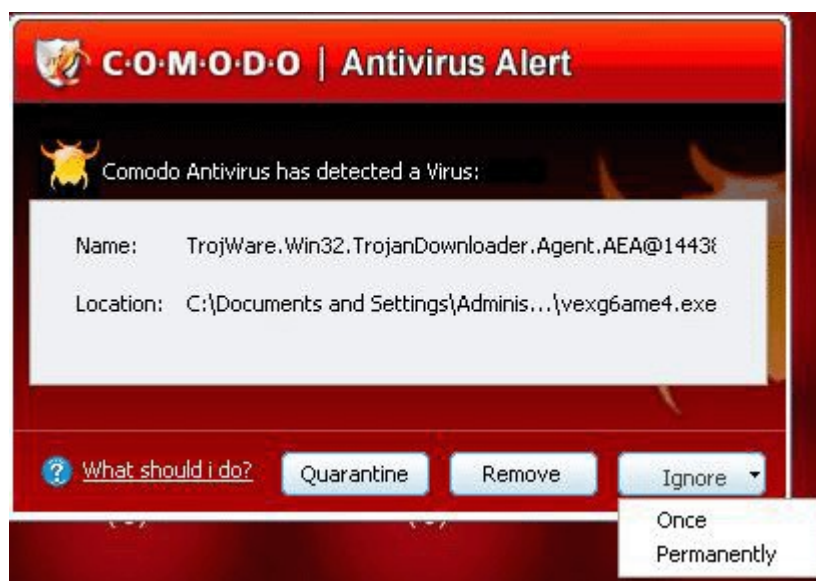 C·O·M·O·D·O | Antivirus Alert
Comodo Antivirus has detected a Virus:
Name: TrojWare.Win32.TrojanDownloader.Agent.AEA@1443
Location: C:\Documents and Settings\Adminis...\vexg6ame4.exe
What should i do?
Quarantine
Remove
Ignore
Once
Permanently